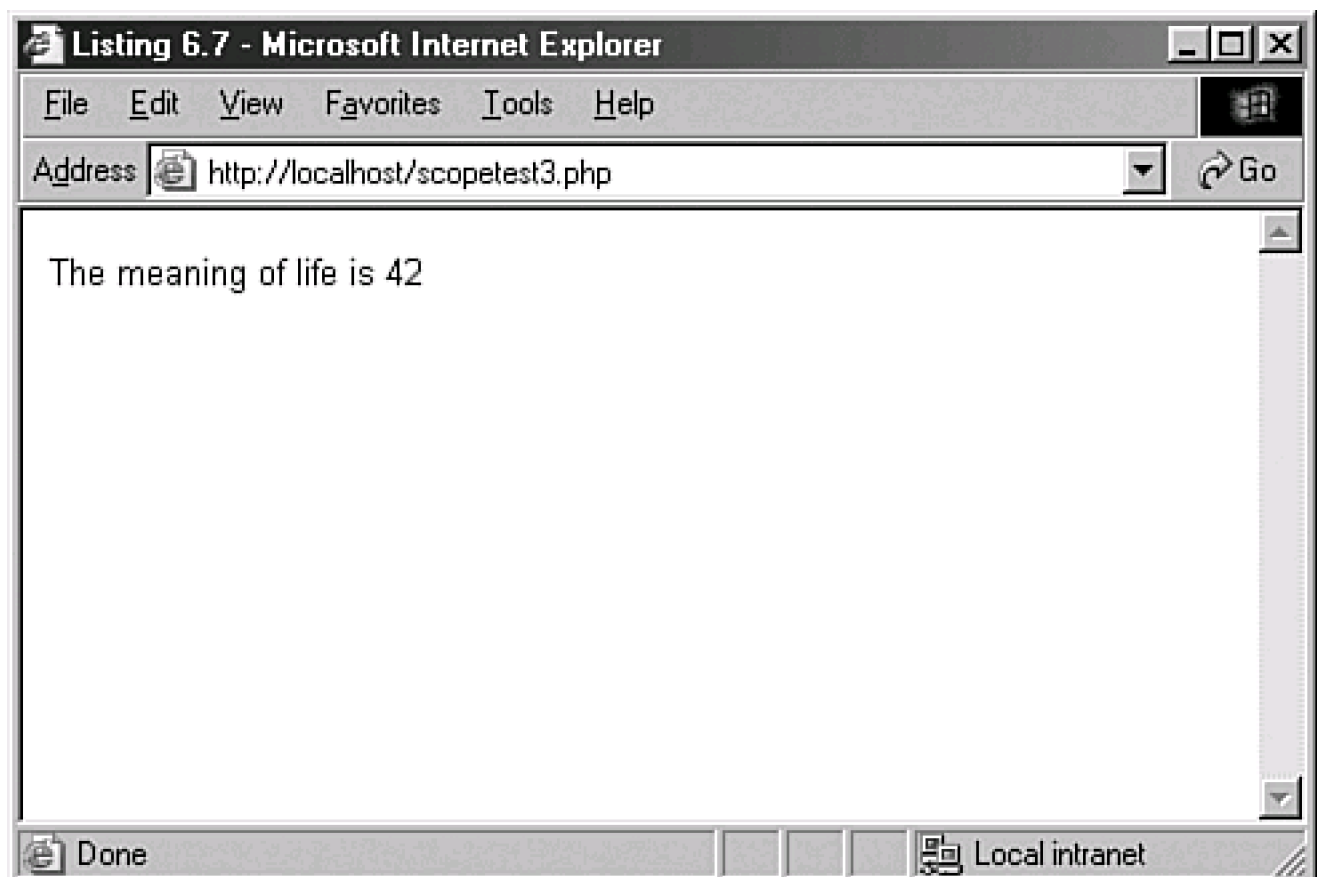 Listing 6.7 - Microsoft Internet Explorer
File Edit View Favorites Tools Help
Address http://localhost/scopetest3.php Go
The meaning of life is 42
Done Local intranet